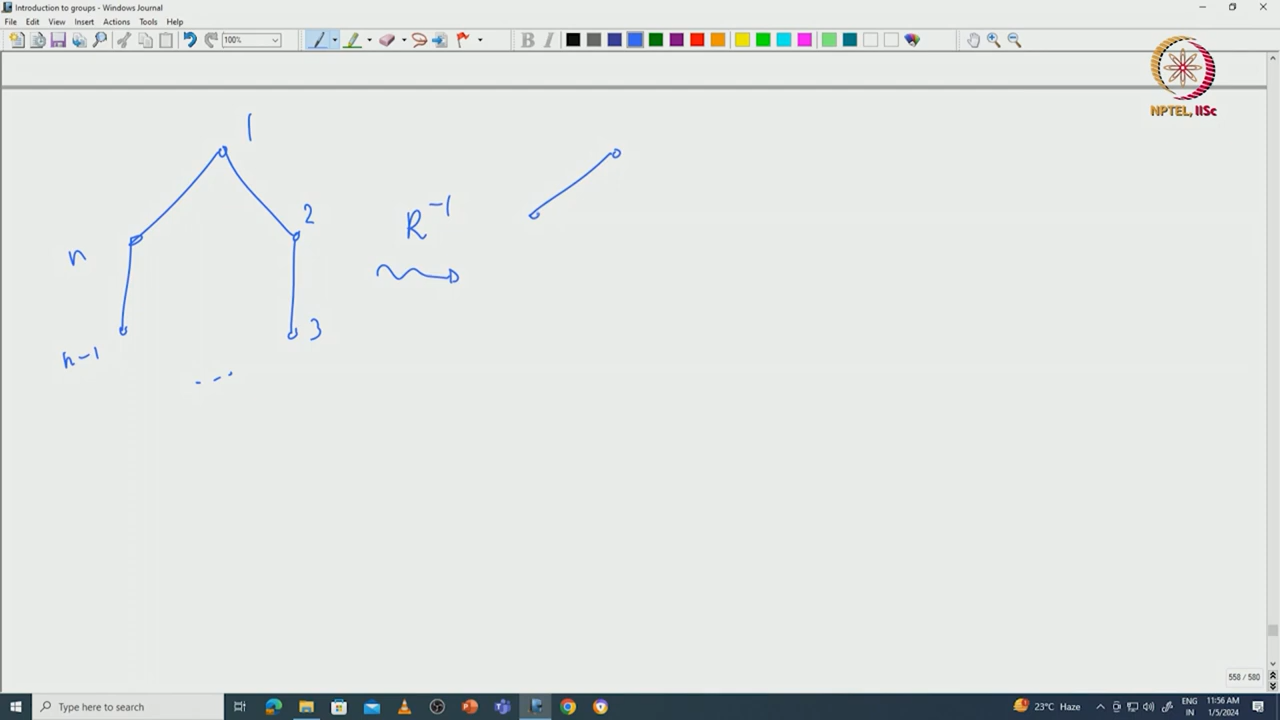 Introduction to groups - Windows Journal
File Edit View Insert Actions Tools Help
100%
B I
NPTEL, IISc
1
2
R⁻¹
n
3
n-1
...
558 / 580
Type here to search
23°C Haze
ENG
IN
11:56 AM
1/5/2024